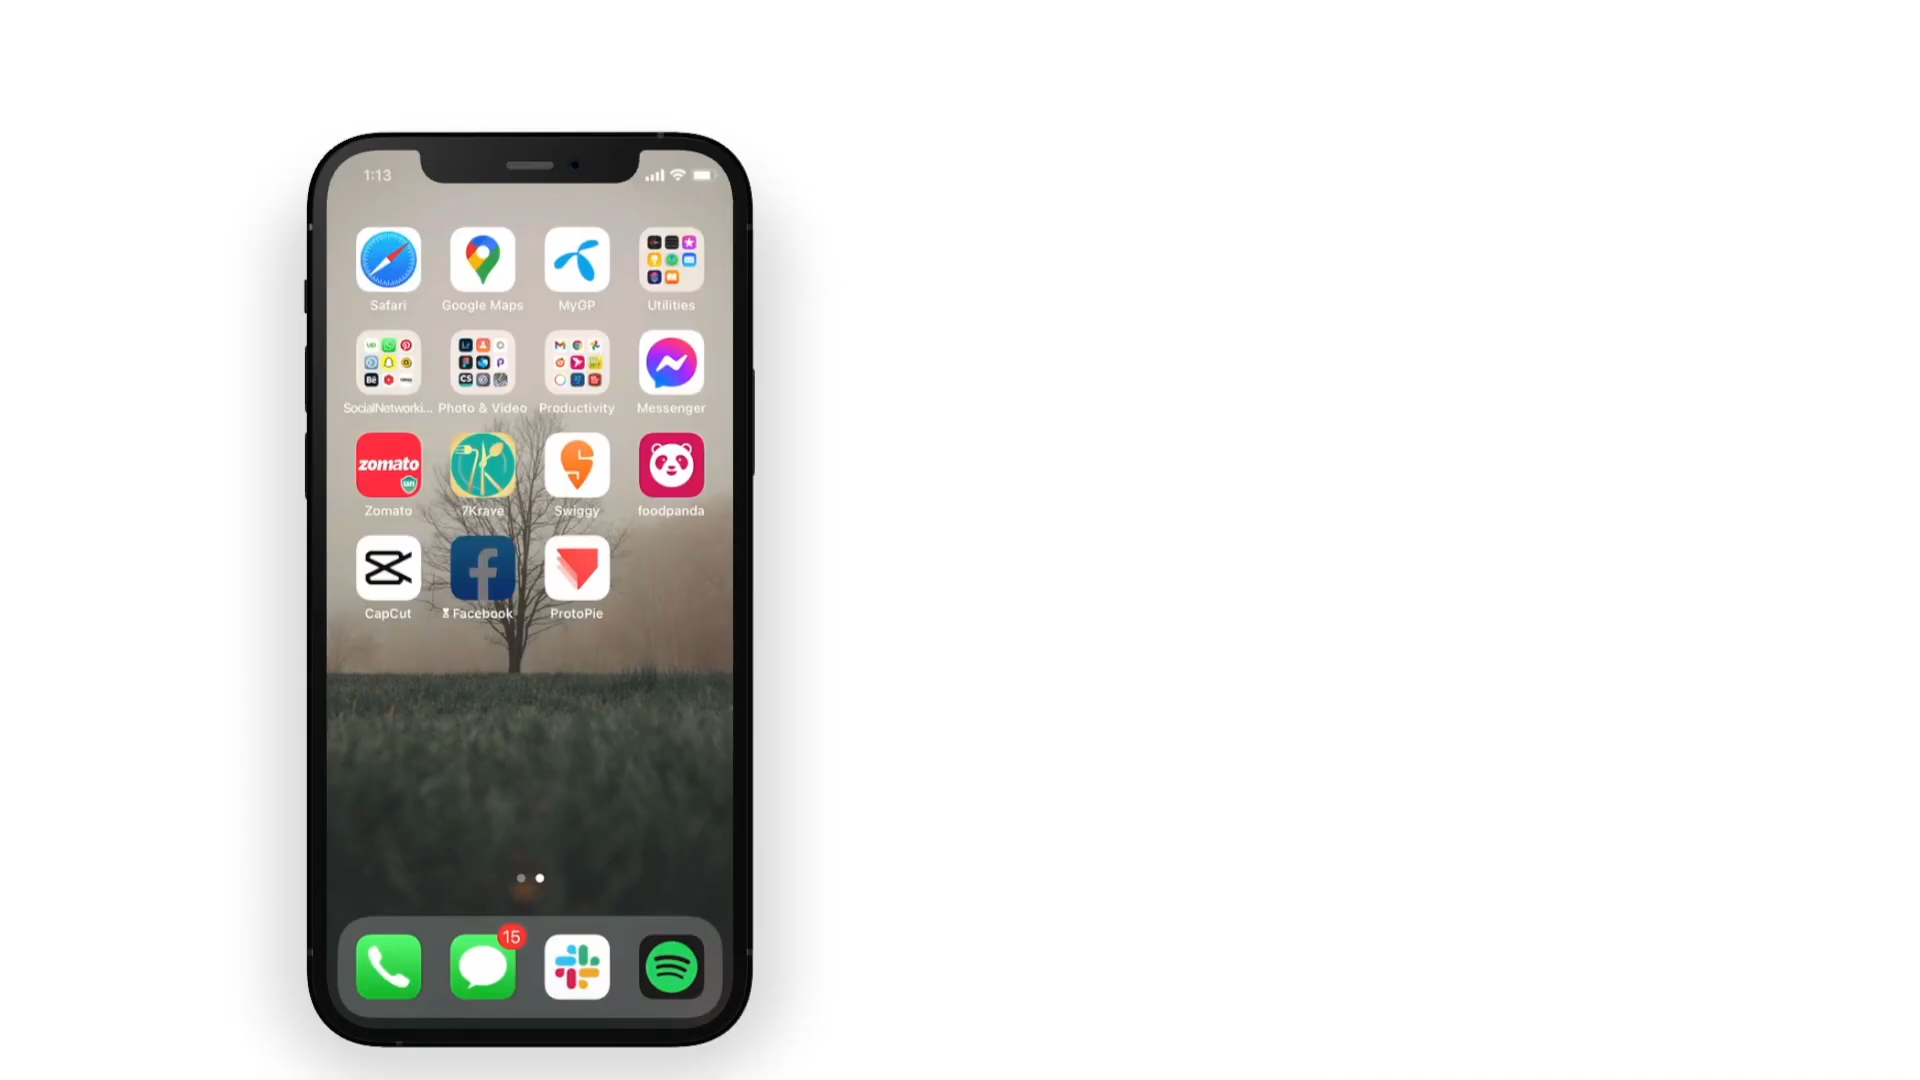 1:13
Safari
Google Maps
MyGP
Utilities
SocialNetworki...
Photo & Video
Productivity
Messenger
zomato
Zomato
7Krave
Swiggy
foodpanda
CapCut
Facebook
ProtoPie
15